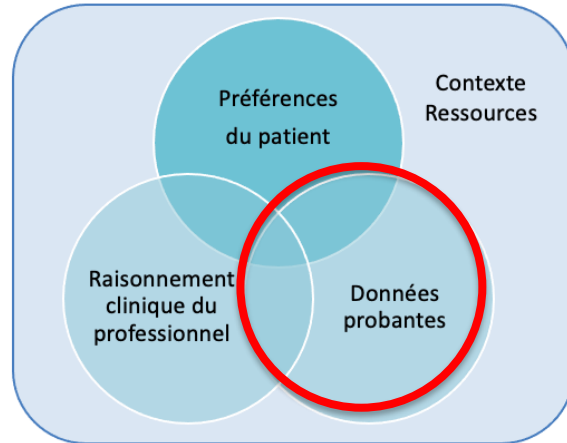 Préférences
du patient
Contexte
Ressources
Raisonnement
clinique du
professionnel
Données
probantes